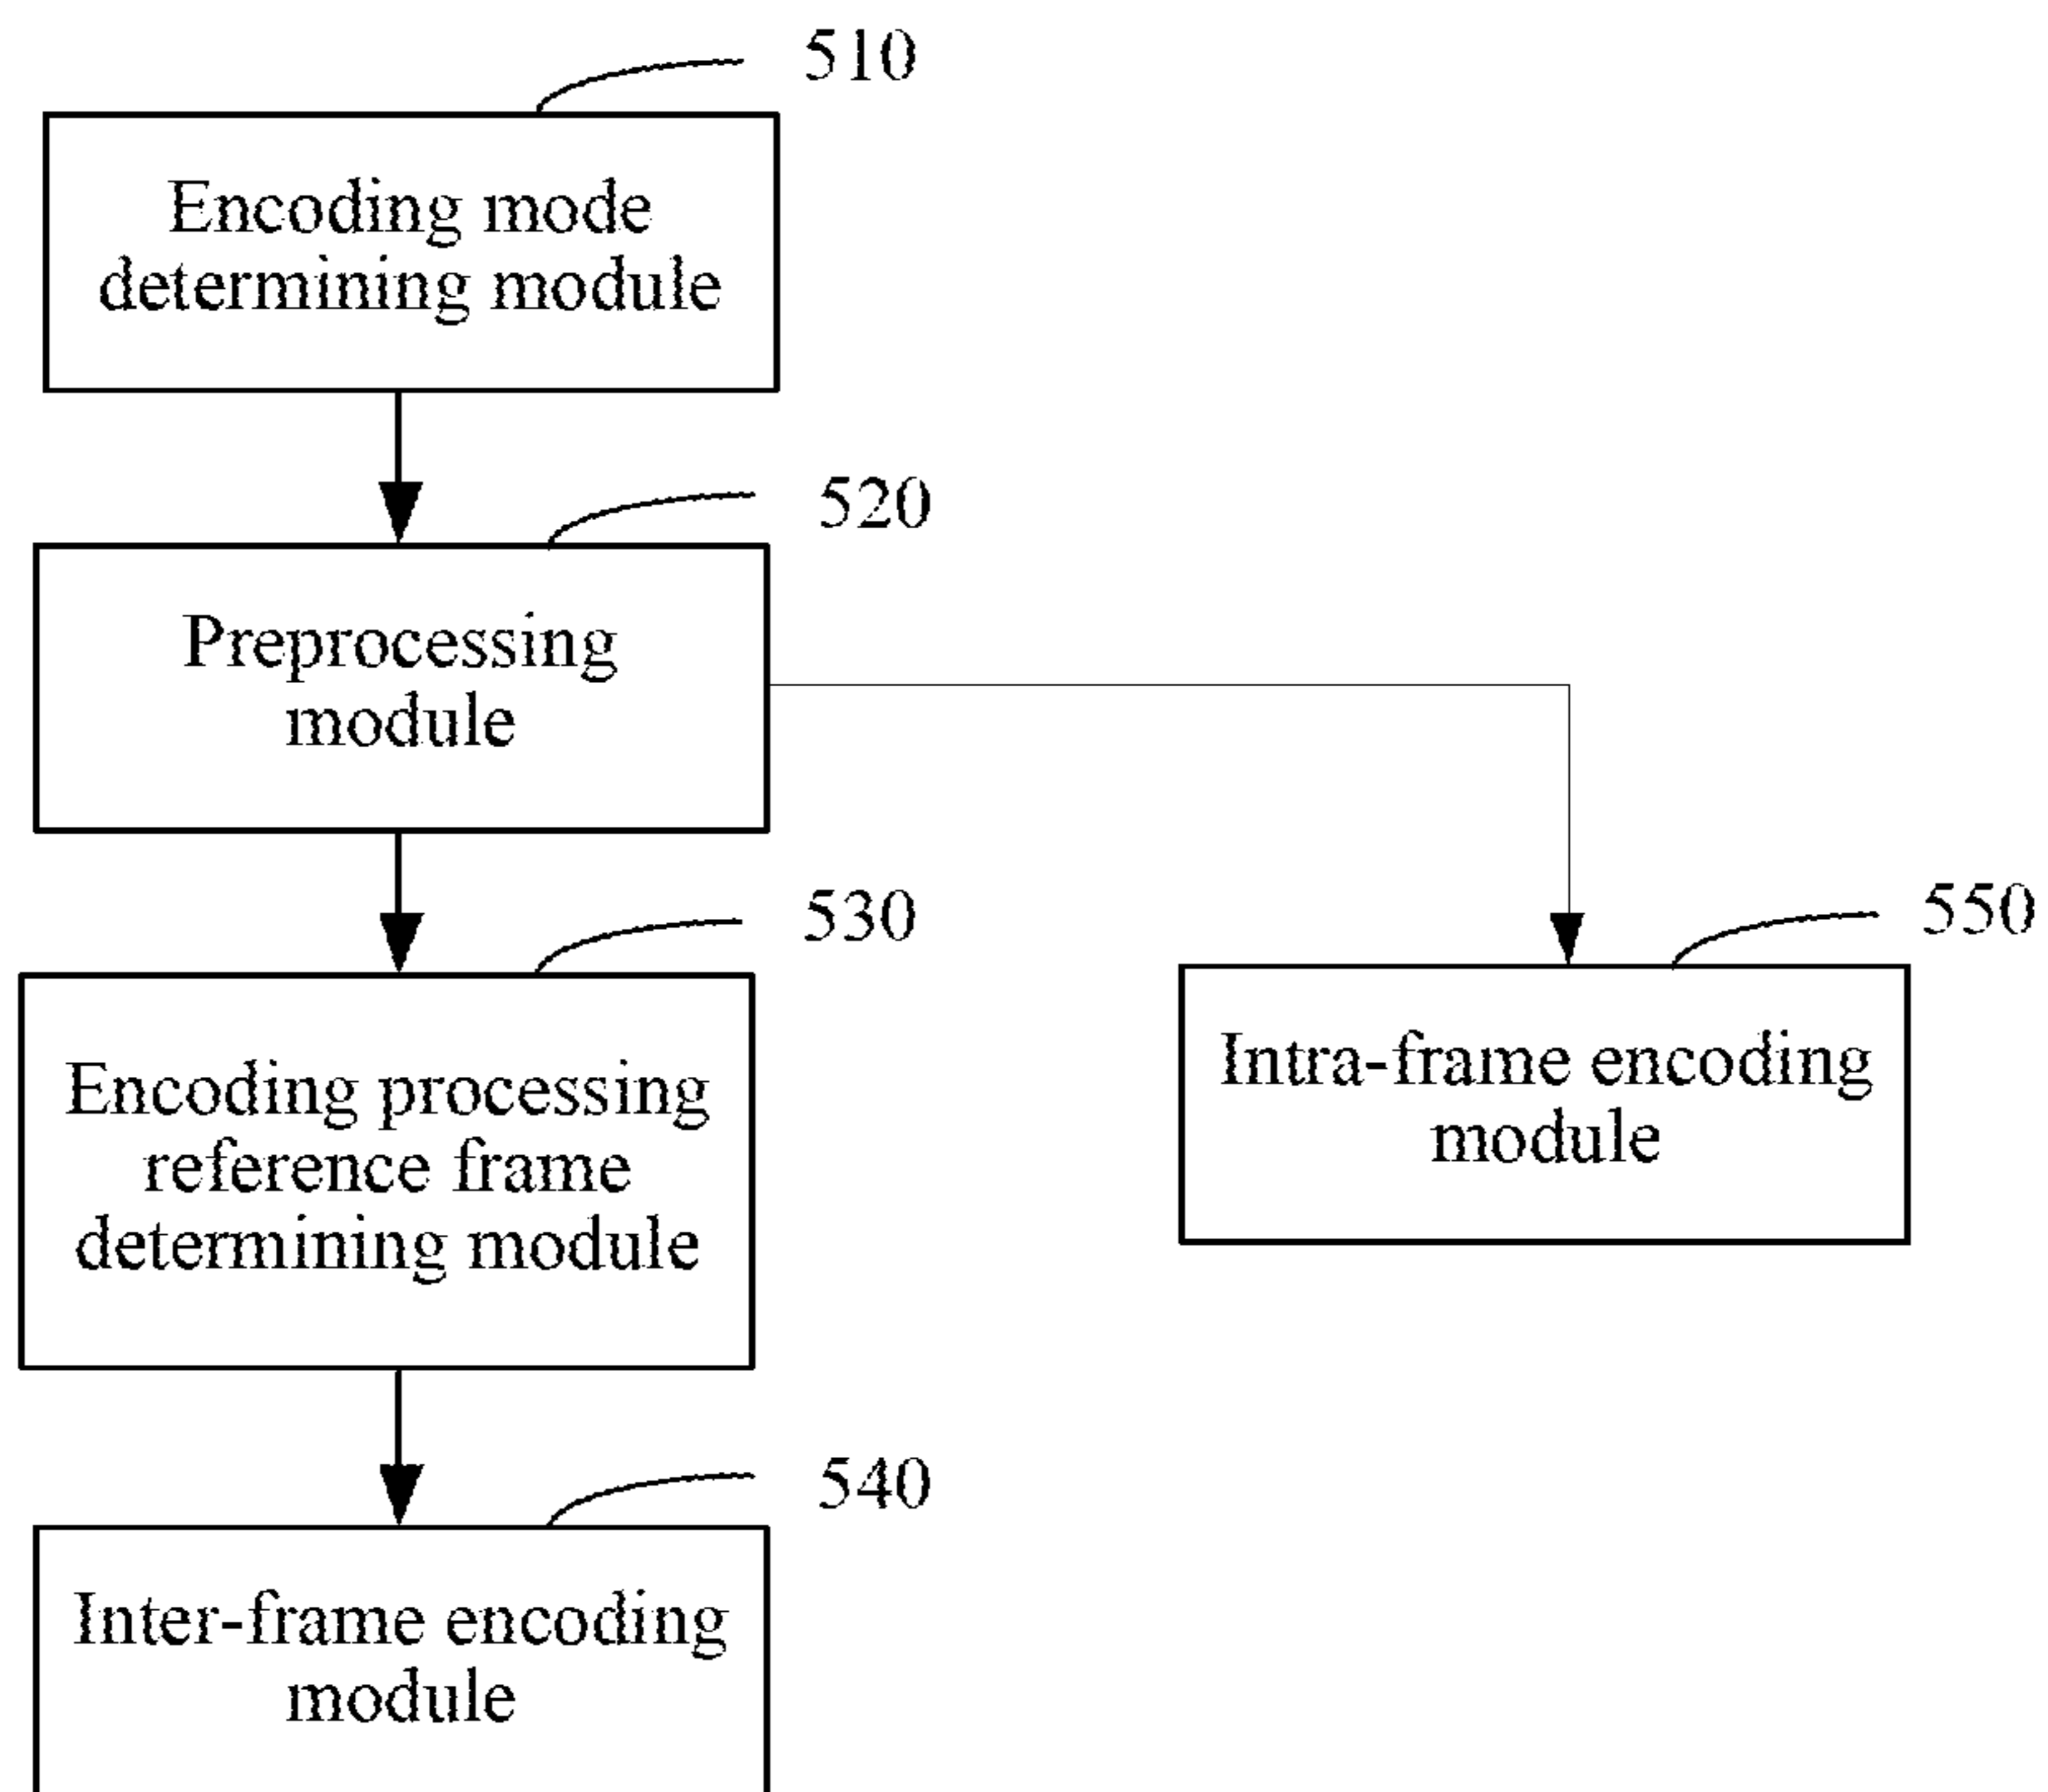 510
Encoding mode
determining module
520
Preprocessing
module
530
Encoding processing
reference frame
determining module
550
Intra-frame encoding
module
540
Inter-frame encoding
module